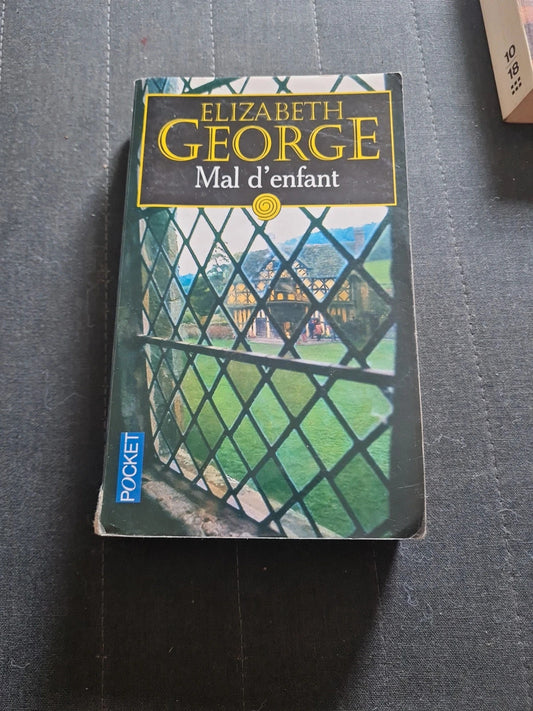 ELIZABETH
GEORGE
Mal d'enfant
POCKET
10
18